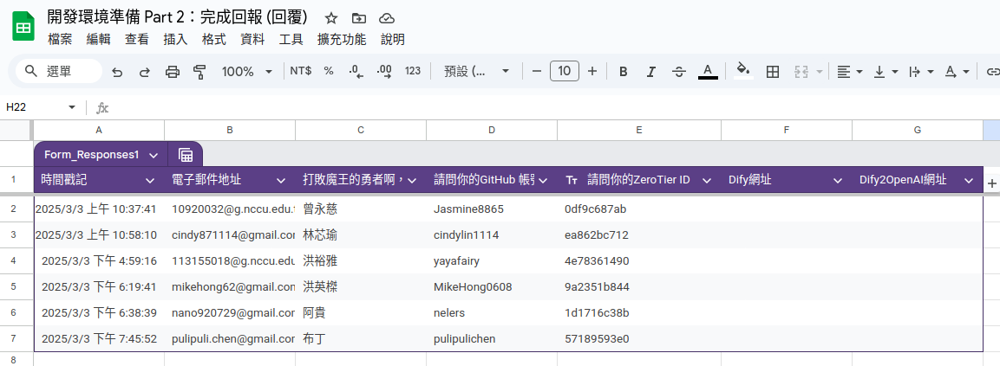 開發環境準備 Part 2：完成回報 (回覆)
檔案 編輯 查看 插入 格式 資料 工具 擴充功能 說明
選單 100% NT$ % .0 .00 123 預設 (... 10 B I S A
H22 fx
A B C D E F G
Form_Responses1
1 時間戳記 電子郵件地址 打敗魔王的勇者啊， 請問你的GitHub 帳號 Tт 請問你的ZeroTier ID Dify網址 Dify2OpenAI網址
2 2025/3/3 上午 10:37:41 10920032@g.nccu.edu.t 曾永慈 Jasmine8865 0df9c687ab
3 2025/3/3 上午 10:58:10 cindy871114@gmail.cor 林芯瑜 cindylin1114 ea862bc712
4 2025/3/3 下午 4:59:16 113155018@g.nccu.edu 洪裕雅 yayafairy 4e78361490
5 2025/3/3 下午 6:19:41 mikehong62@gmail.con 洪英榤 MikeHong0608 9a2351b844
6 2025/3/3 下午 6:38:39 nano920729@gmail.cor 阿貴 nelers 1d1716c38b
7 2025/3/3 下午 7:45:52 pulipuli.chen@gmail.cor 布丁 pulipulichen 57189593e0
8